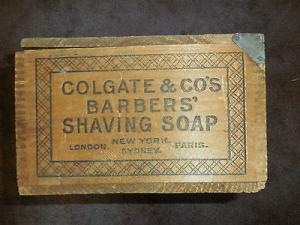 COLGATE & CO'S
BARBERS'
SHAVING SOAP
NEW YORK.
LONDON. PARIS.
SYDNEY.